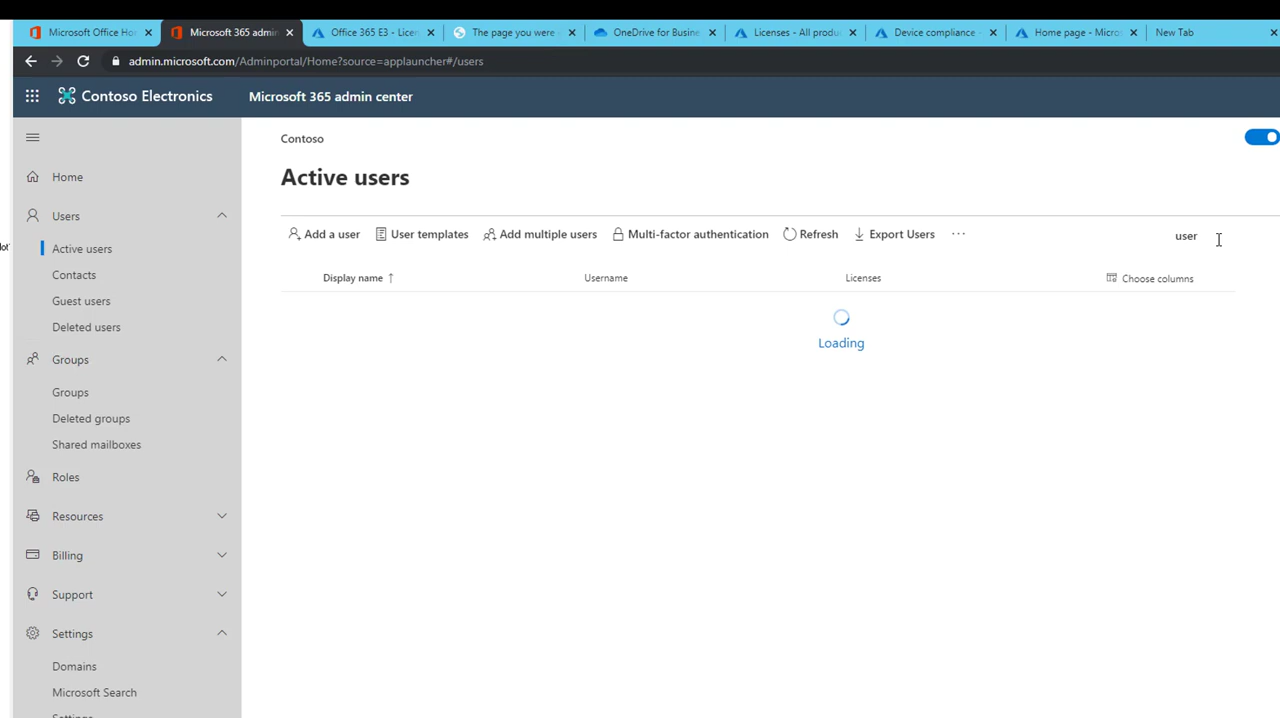 Microsoft Office Ho
Microsoft 365 admin
Office 365 E3 - Licen
The page you were
OneDrive for Busine
Licenses - All produ
Device compliance -
Home page - Micros
New Tab
admin.microsoft.com/Adminportal/Home?source=applauncher#/users
Contoso Electronics
Microsoft 365 admin center
Contoso
Home
Active users
Users
Add a user
User templates
Add multiple users
Multi-factor authentication
Refresh
Export Users
...
user
Active users
Contacts
Guest users
Deleted users
Display name ↑
Username
Licenses
Choose columns
Loading
Groups
Groups
Deleted groups
Shared mailboxes
Roles
Resources
Billing
Support
Settings
Domains
Microsoft Search
Settings